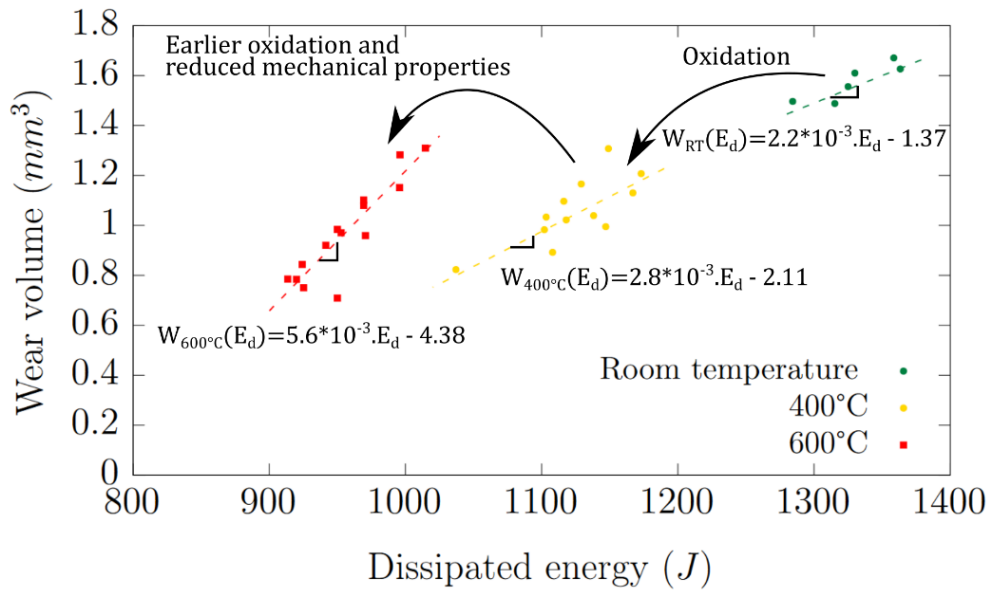 1.8
1.6
1.4
1.2
1
0.8
0.6
0.4
0.2
0
Wear volume (mm³)
Earlier oxidation and
reduced mechanical properties
Oxidation
W_RT(E_d)=2.2*10⁻³.E_d - 1.37
W_400°C(E_d)=2.8*10⁻³.E_d - 2.11
W_600°C(E_d)=5.6*10⁻³.E_d - 4.38
Room temperature
400°C
600°C
800 900 1000 1100 1200 1300 1400
Dissipated energy (J)